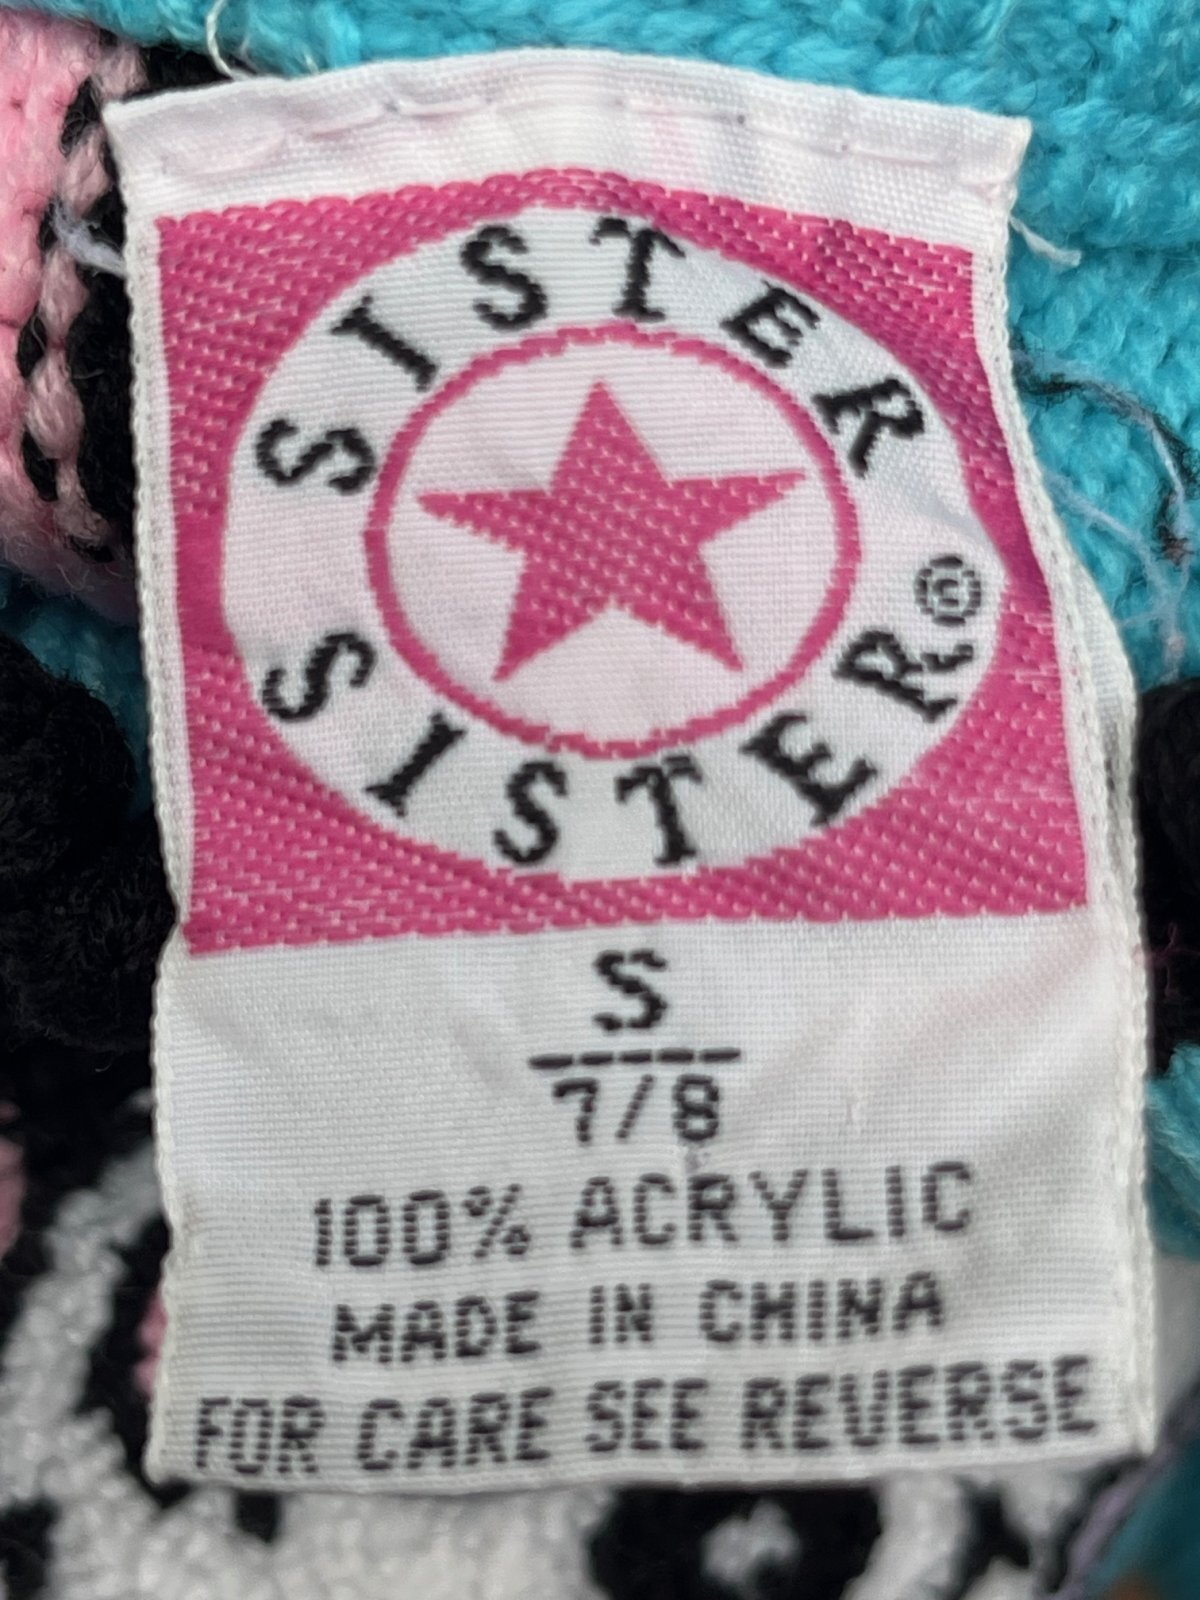 SISTER
SISTER©
S
7/8
100% ACRYLIC
MADE IN CHINA
FOR CARE SEE REVERSE